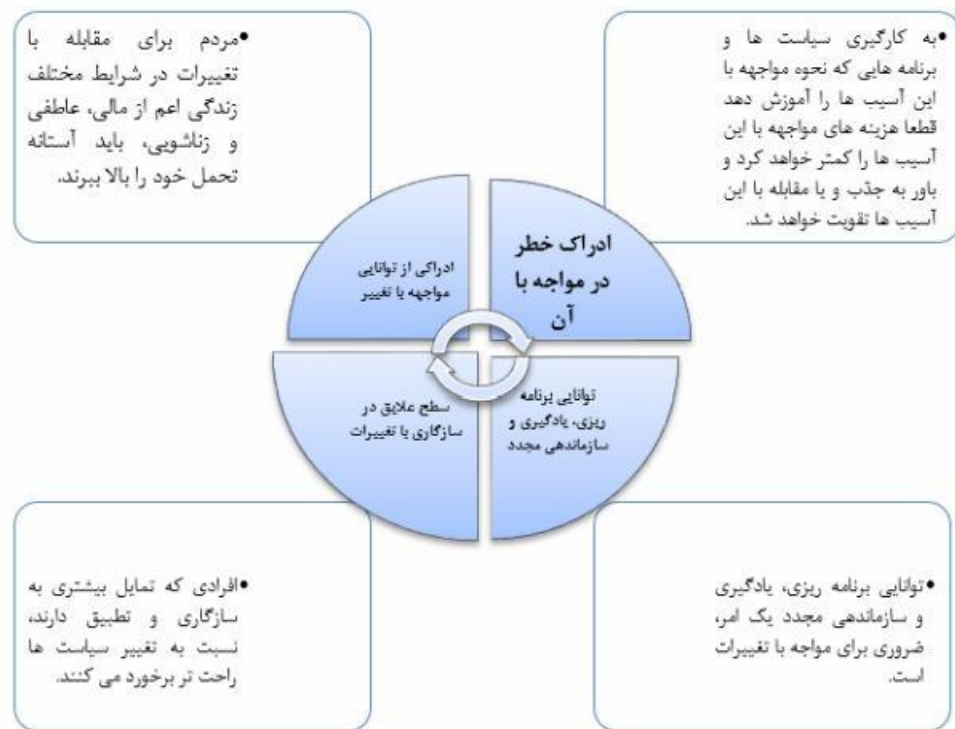 •به کارگیری سیاست ها و
برنامه هایی که نحوه مواجهه با
این آسیب ها را آموزش دهد
قطعا هزینه های مواجهه با این
آسیب ها را کمتر خواهد کرد و
باور به جذب و یا مقابله با این
آسیب ها تقویت خواهد شد.
•مردم برای مقابله با
تغییرات در شرایط مختلف
زندگی اعم از مالی، عاطفی
و زناشویی، باید آستانه
تحمل خود را بالا ببرند.
ادراک خطر
در مواجه با
آن
ادراکی از توانایی
مواجهه با تغییر
توانایی برنامه
ریزی، یادگیری و
سازماندهی مجدد
سطح علایق در
سازگاری با تغییرات
•توانایی برنامه ریزی، یادگیری
و سازماندهی مجدد یک امر،
ضروری برای مواجه با تغییرات
است.
•افرادی که تمایل بیشتری به
سازگاری و تطبیق دارند،
نسبت به تغییر سیاست ها
راحت تر برخورد می کنند.